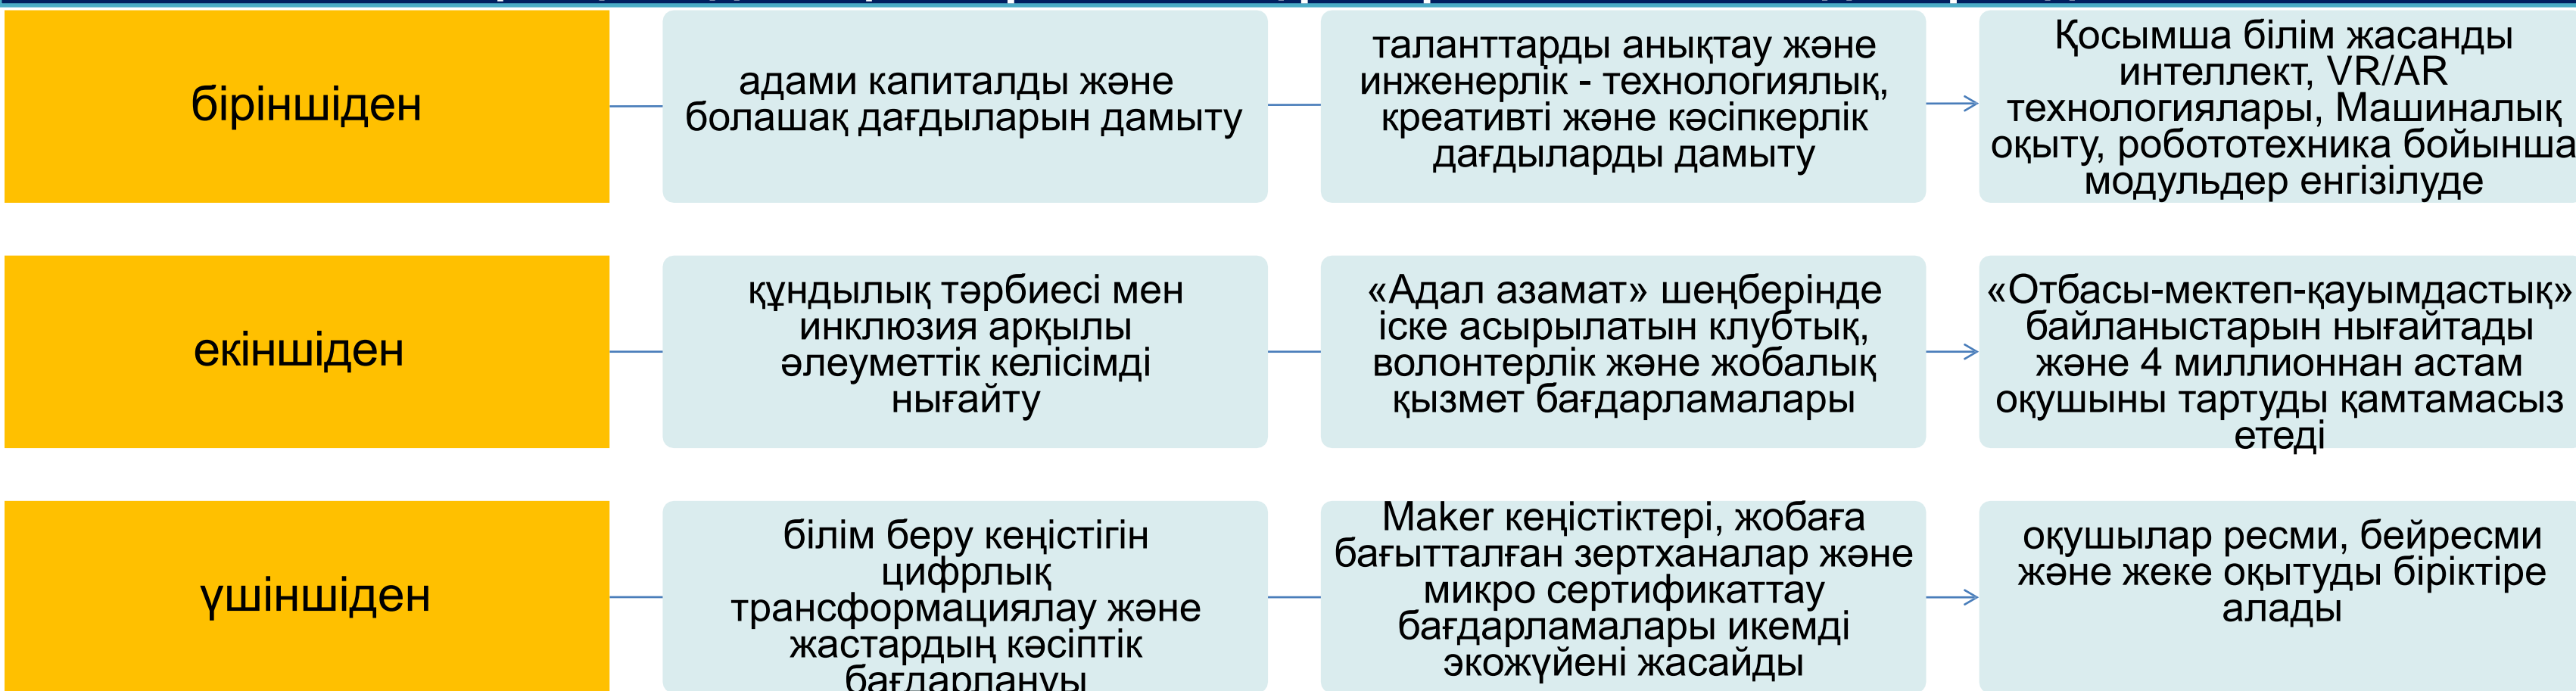 біріншіден
адами капиталды және
болашақ дағдыларын дамыту
таланттарды анықтау және
инженерлік - технологиялық,
креативті және кәсіпкерлік
дағдыларды дамыту
Қосымша білім жасанды
интеллект, VR/AR
технологиялары, Машиналық
оқыту, робототехника бойынша
модульдер енгізілуде
екіншіден
құндылық тәрбиесі мен
инклюзия арқылы
әлеуметтік келісімді
нығайту
«Адал азамат» шеңберінде
іске асырылатын клубтық,
волонтерлік және жобалық
қызмет бағдарламалары
«Отбасы-мектеп-қауымдастық»
байланыстарын нығайтады
және 4 миллионнан астам
оқушыны тартуды қамтамасыз
етеді
үшіншіден
білім беру кеңістігін
цифрлық
трансформациялау және
жастардың кәсіптік
бағдарлануы
Maker кеңістіктері, жобаға
бағытталған зертханалар және
микро сертификаттау
бағдарламалары икемді
экожүйені жасайды
оқушылар ресми, бейресми
және жеке оқытуды біріктіре
алады